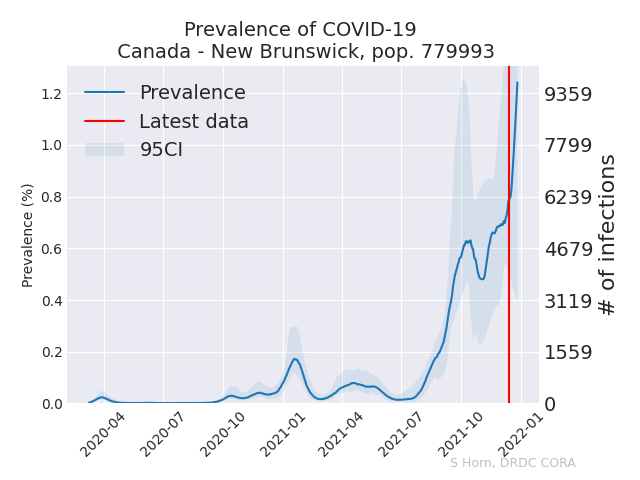 Prevalence of COVID-19
Canada - New Brunswick, pop. 779993
Prevalence
Latest data
95CI
Prevalence (%)
1.2
1.0
0.8
0.6
0.4
0.2
0.0
9359
7799
6239
4679
3119
1559
0
# of infections
2020-04
2020-07
2020-10
2021-01
2021-04
2021-07
2021-10
2022-01
S Horn, DRDC CORA